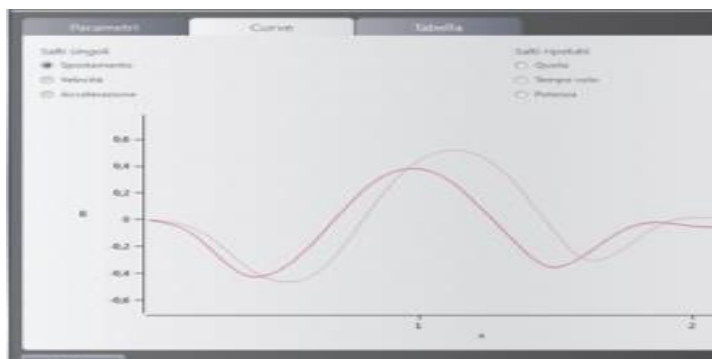 Parametri Curve Tabella
Salti singoli Salti ripetuti
Spostamento Quota
Velocità Tempo volo
Accelerazione Potenza
0,6
0,4
0,2
0
-0,2
-0,4
-0,6
m
1 2
s